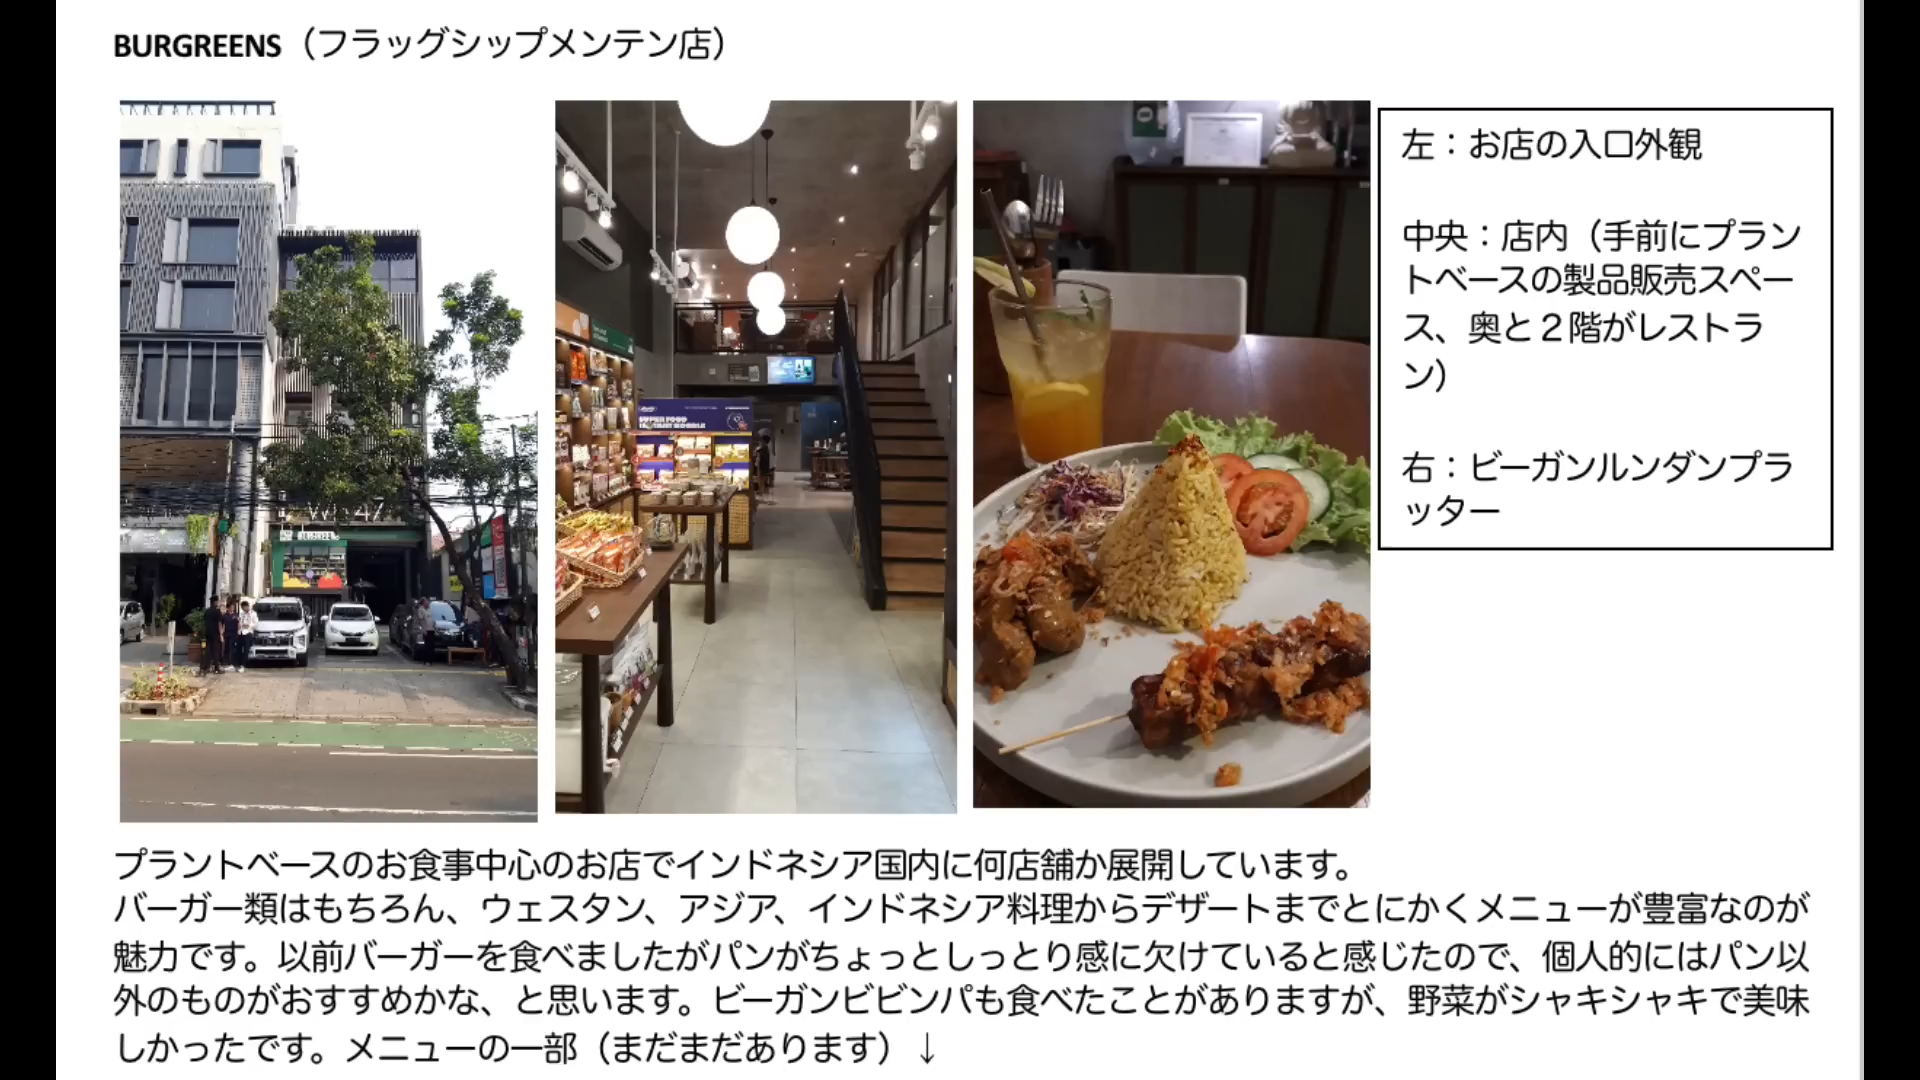 BURGREENS（フラッグシップメンテン店）
左：お店の入口外観
中央：店内（手前にプラン
トベースの製品販売スペー
ス、奥と２階がレストラ
ン）
右：ビーガンルンダンプラ
ッター
SUPER FOOD
プラントベースのお食事中心のお店でインドネシア国内に何店舗か展開しています。
バーガー類はもちろん、ウェスタン、アジア、インドネシア料理からデザートまでとにかくメニューが豊富なのが
魅力です。以前バーガーを食べましたがパンがちょっとしっとり感に欠けていると感じたので、個人的にはパン以
外のものがおすすめかな、と思います。ビーガンビビンパも食べたことがありますが、野菜がシャキシャキで美味
しかったです。メニューの一部（まだまだあります）↓